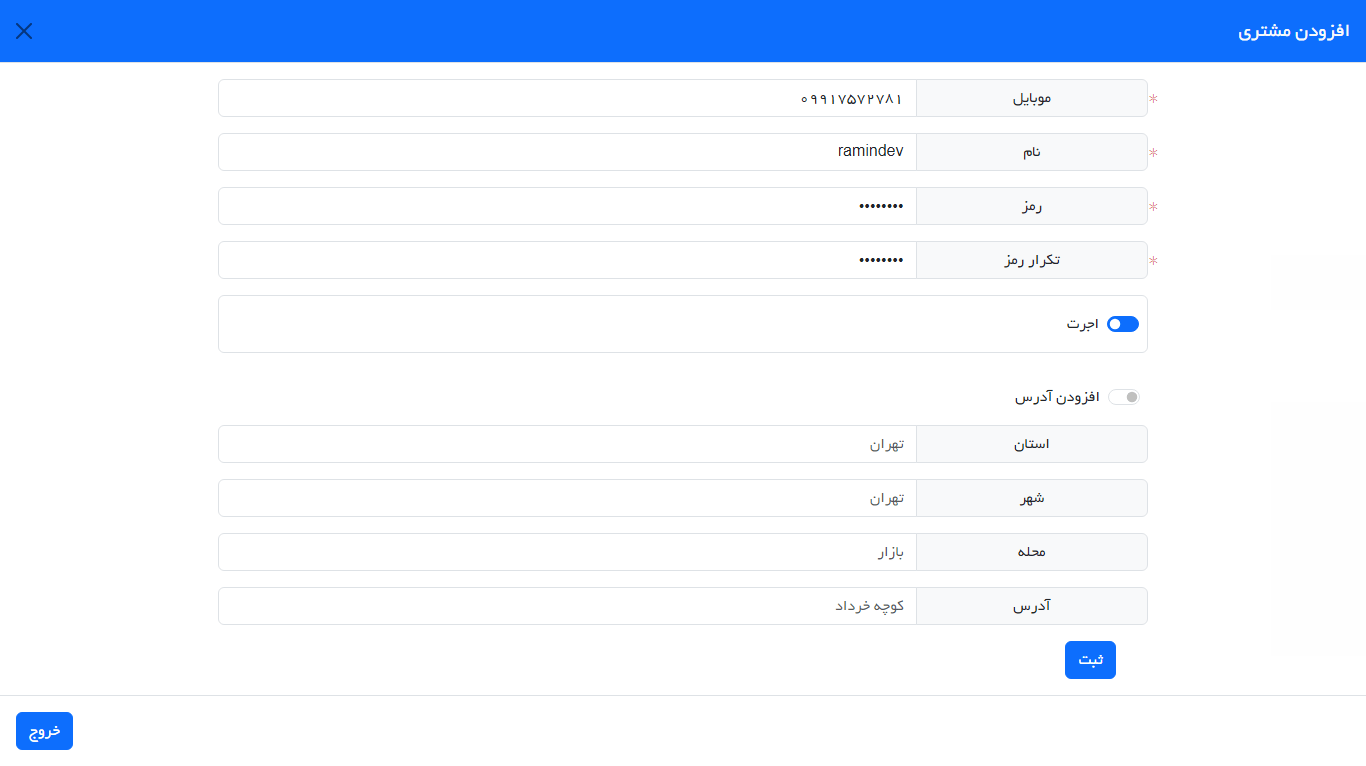 افزودن مشتری
* موبایل ۰۹۹۱۷۵۷۲۷۸۱
* نام ramindev
* رمز ••••••••
* تکرار رمز ••••••••
اجرت
افزودن آدرس
استان تهران
شهر تهران
محله بازار
آدرس کوچه خرداد
ثبت
خروج